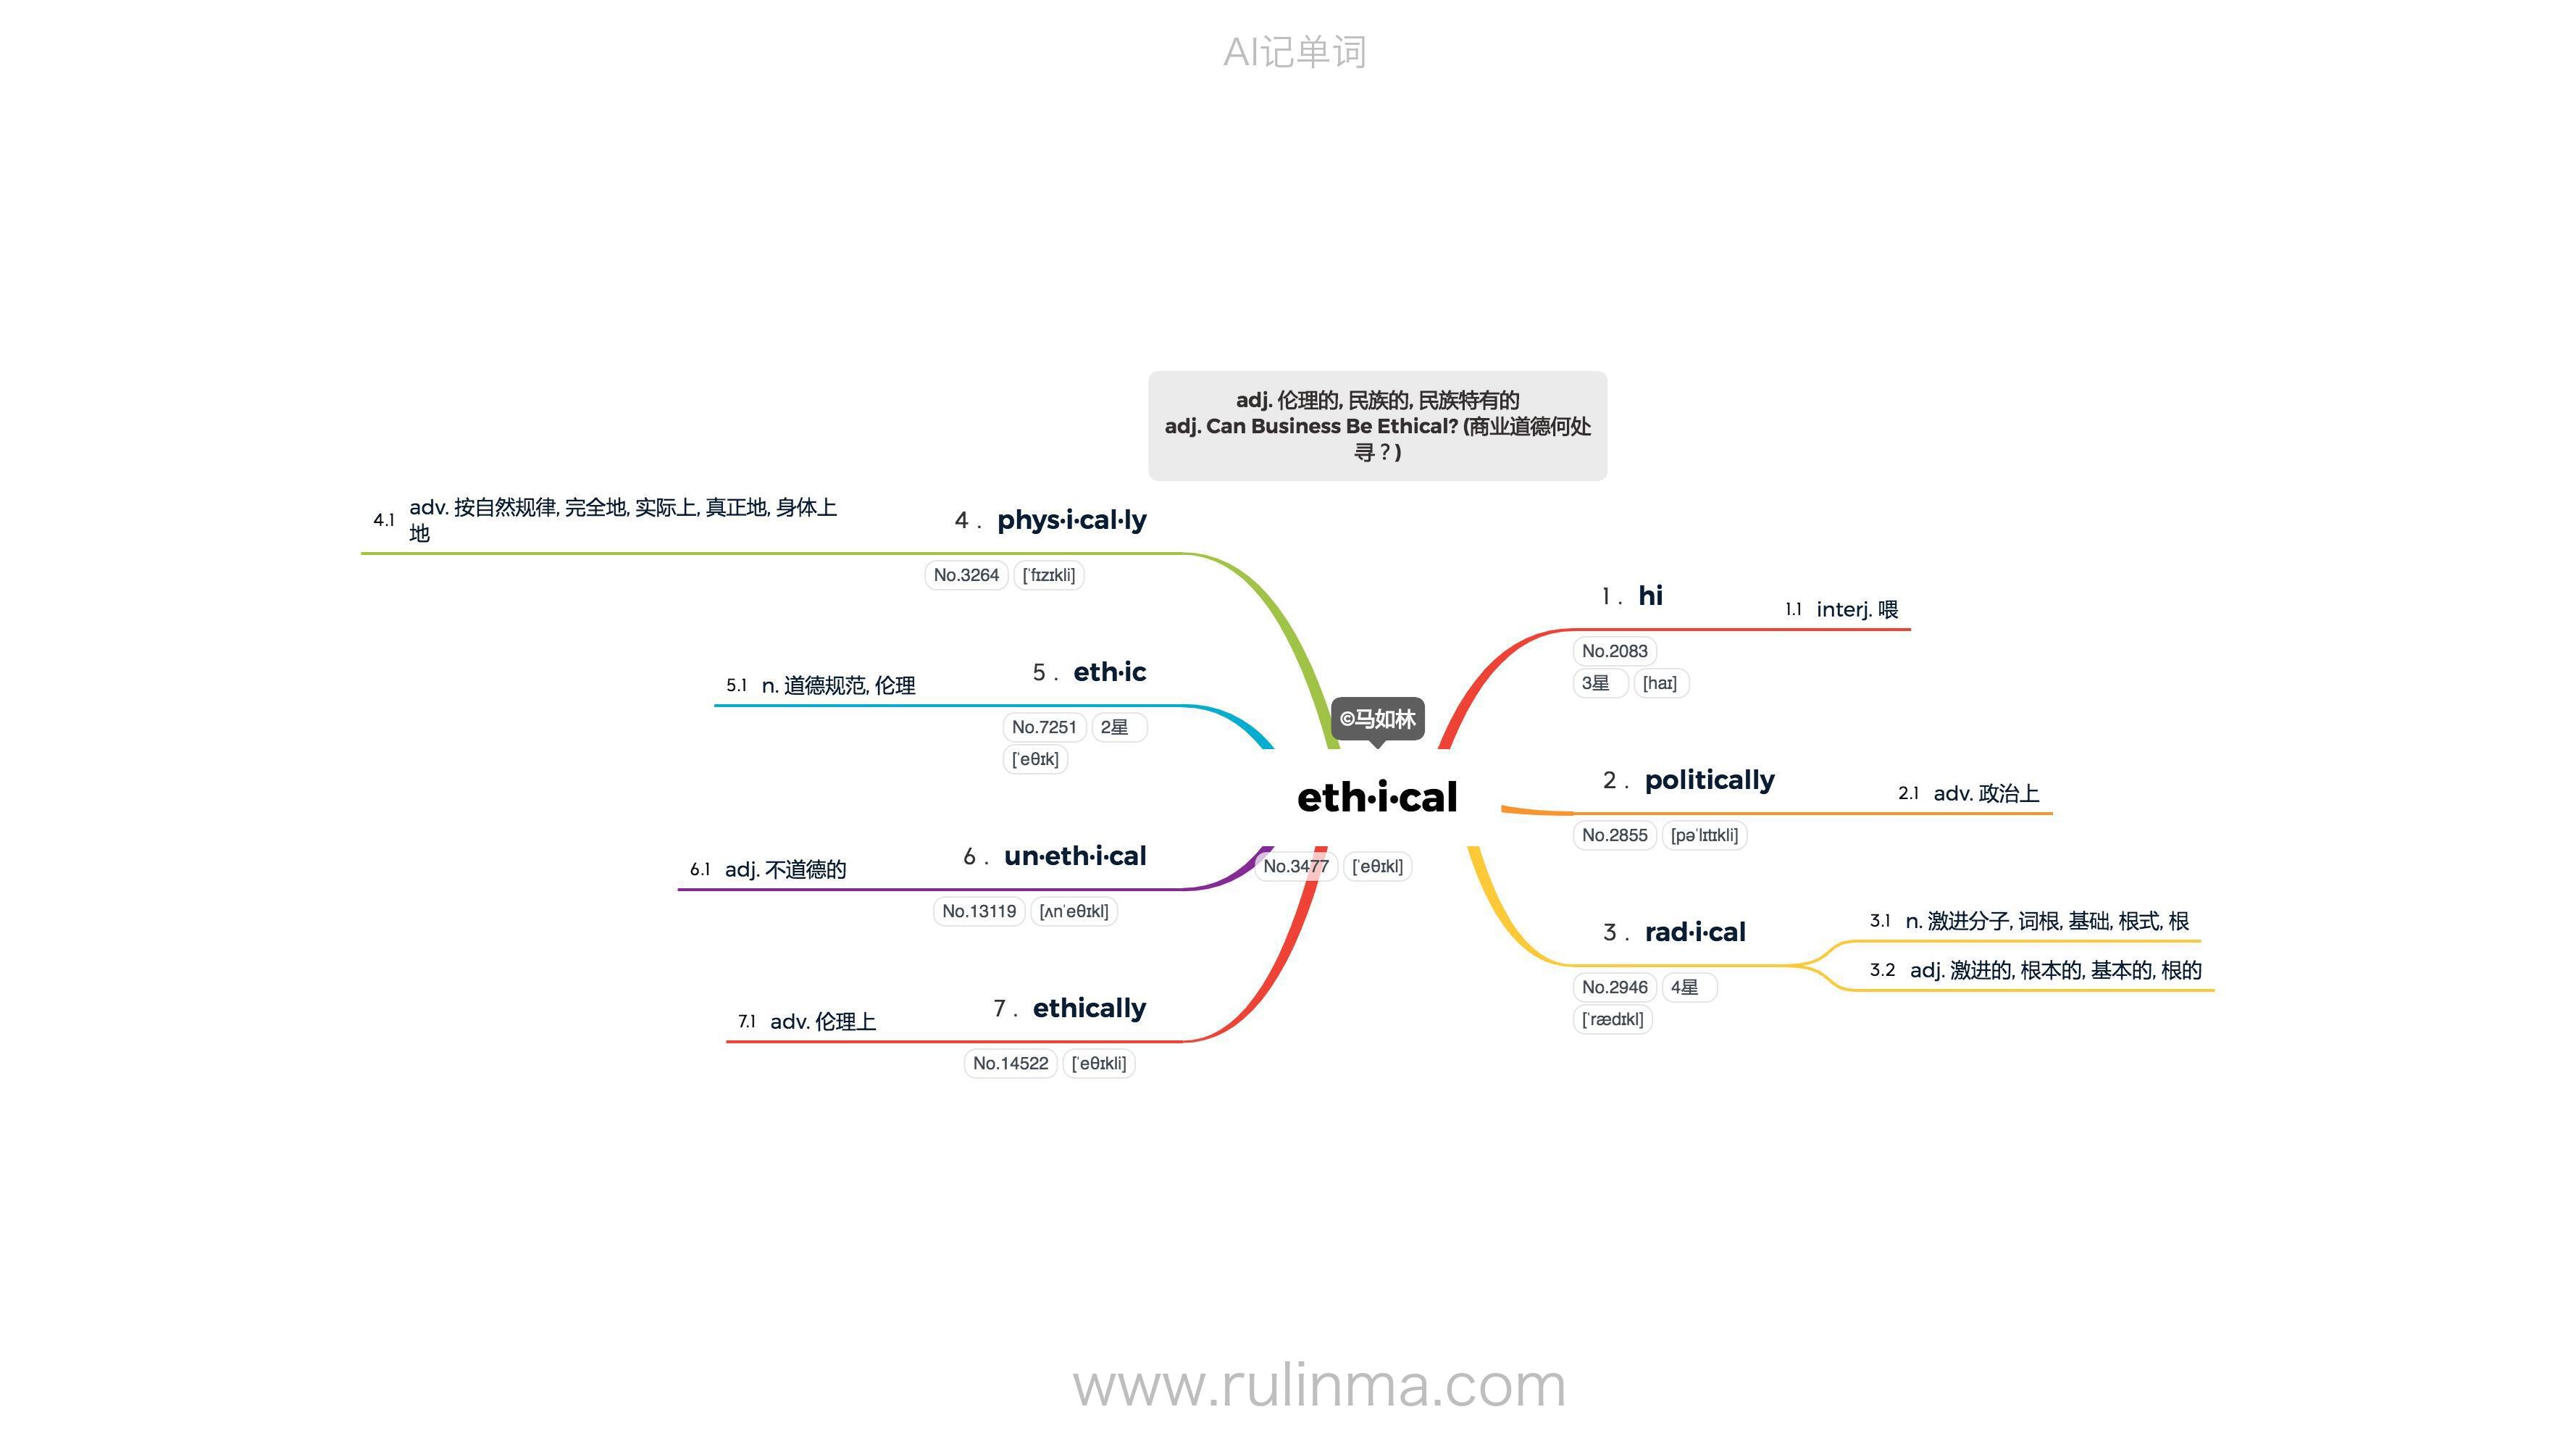 AI记单词
adj. 伦理的, 民族的, 民族特有的
adj. Can Business Be Ethical? (商业道德何处
寻？)
©马如林
eth·i·cal
No.3477 [ˈeθɪkl]
1 . hi
No.2083
3星 [haɪ]
1.1 interj. 喂
2 . politically
No.2855 [pəˈlɪtɪkli]
2.1 adv. 政治上
3 . rad·i·cal
No.2946 4星
[ˈrædɪkl]
3.1 n. 激进分子, 词根, 基础, 根式, 根
3.2 adj. 激进的, 根本的, 基本的, 根的
4 . phys·i·cal·ly
No.3264 [ˈfɪzɪkli]
4.1 adv. 按自然规律, 完全地, 实际上, 真正地, 身体上
地
5 . eth·ic
No.7251 2星
[ˈeθɪk]
5.1 n. 道德规范, 伦理
6 . un·eth·i·cal
No.13119 [ʌnˈeθɪkl]
6.1 adj. 不道德的
7 . ethically
No.14522 [ˈeθɪkli]
7.1 adv. 伦理上
www.rulinma.com